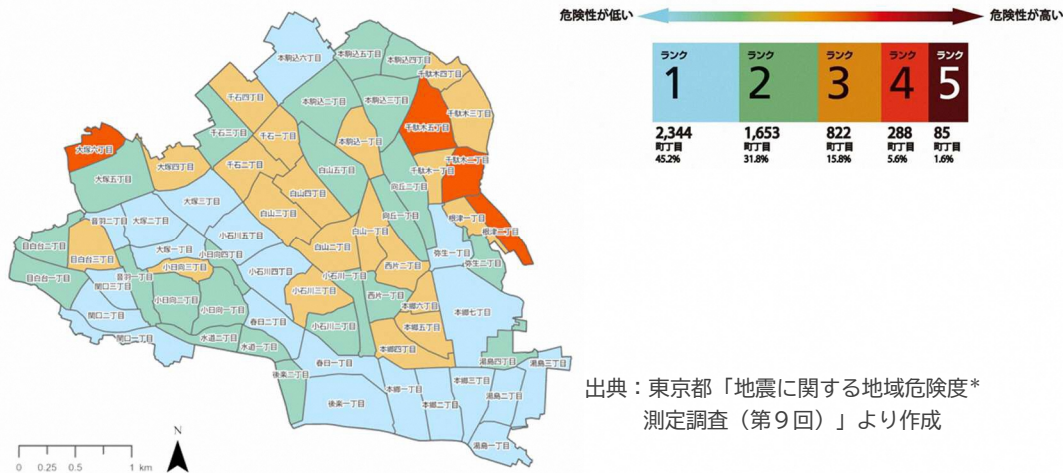 危険性が低い
危険性が高い
ランク
1
ランク
2
ランク
3
ランク
4
ランク
5
2,344
町丁目
45.2%
1,653
町丁目
31.8%
822
町丁目
15.8%
288
町丁目
5.6%
85
町丁目
1.6%
本駒込六丁目
本駒込五丁目
本駒込四丁目
千駄木四丁目
千石四丁目
本駒込二丁目
本駒込三丁目
千駄木三丁目
千石三丁目
千石一丁目
本駒込一丁目
千駄木五丁目
大塚六丁目
大塚四丁目
千石二丁目
白山五丁目
千駄木一丁目
千駄木二丁目
大塚五丁目
向丘二丁目
白山四丁目
大塚三丁目
白山三丁目
向丘一丁目
根津一丁目
音羽二丁目
大塚二丁目
小石川五丁目
白山一丁目
根津二丁目
目白台二丁目
大塚一丁目
小日向四丁目
白山二丁目
弥生一丁目
目白台三丁目
小日向三丁目
小石川四丁目
西片二丁目
弥生二丁目
目白台一丁目
音羽一丁目
小石川一丁目
関口三丁目
小石川三丁目
西片一丁目
小日向二丁目
小日向一丁目
本郷六丁目
関口二丁目
春日二丁目
小石川二丁目
本郷五丁目
本郷七丁目
関口一丁目
水道二丁目
水道一丁目
本郷四丁目
春日一丁目
湯島四丁目
湯島三丁目
後楽二丁目
本郷三丁目
本郷一丁目
後楽一丁目
本郷二丁目
湯島二丁目
湯島一丁目
出典：東京都「地震に関する地域危険度*
測定調査（第９回）」より作成
N
0 0.25 0.5 1 km